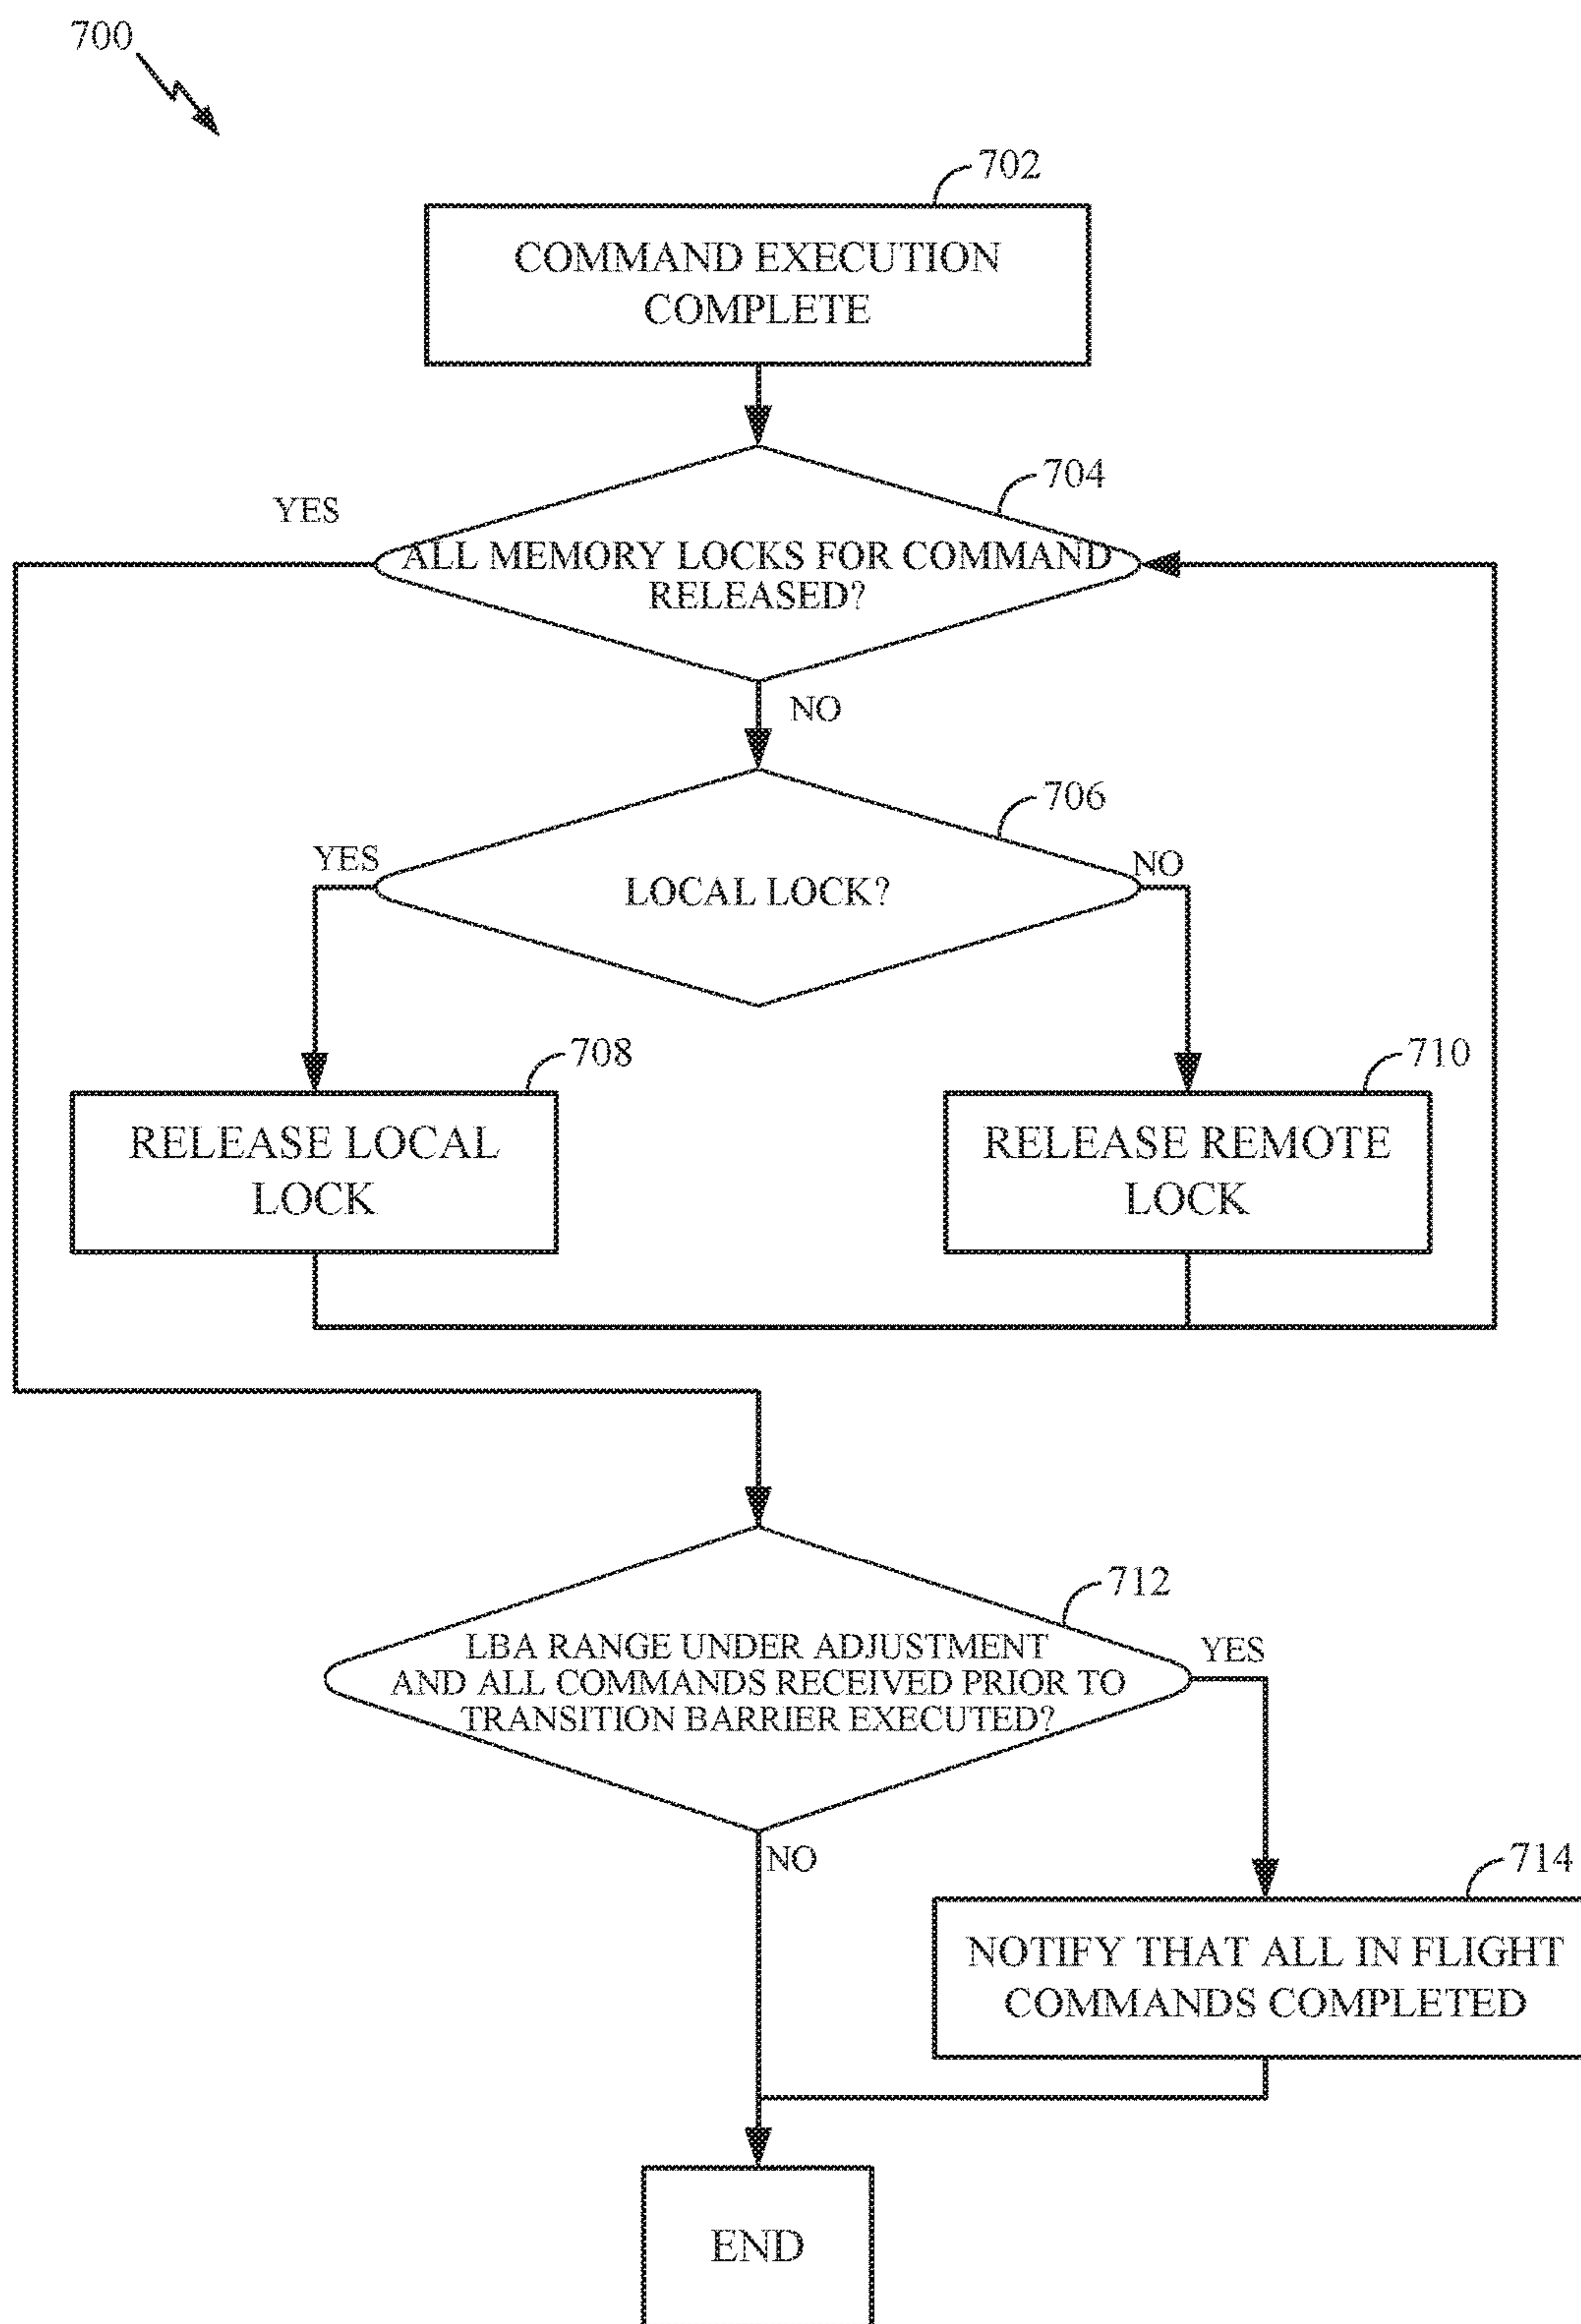 700
702
COMMAND EXECUTION
COMPLETE
704
YES
ALL MEMORY LOCKS FOR COMMAND
RELEASED?
NO
706
YES
NO
LOCAL LOCK?
708
710
RELEASE LOCAL
LOCK
RELEASE REMOTE
LOCK
712
LBA RANGE UNDER ADJUSTMENT
AND ALL COMMANDS RECEIVED PRIOR TO
TRANSITION BARRIER EXECUTED?
YES
NO
714
NOTIFY THAT ALL IN FLIGHT
COMMANDS COMPLETED
END